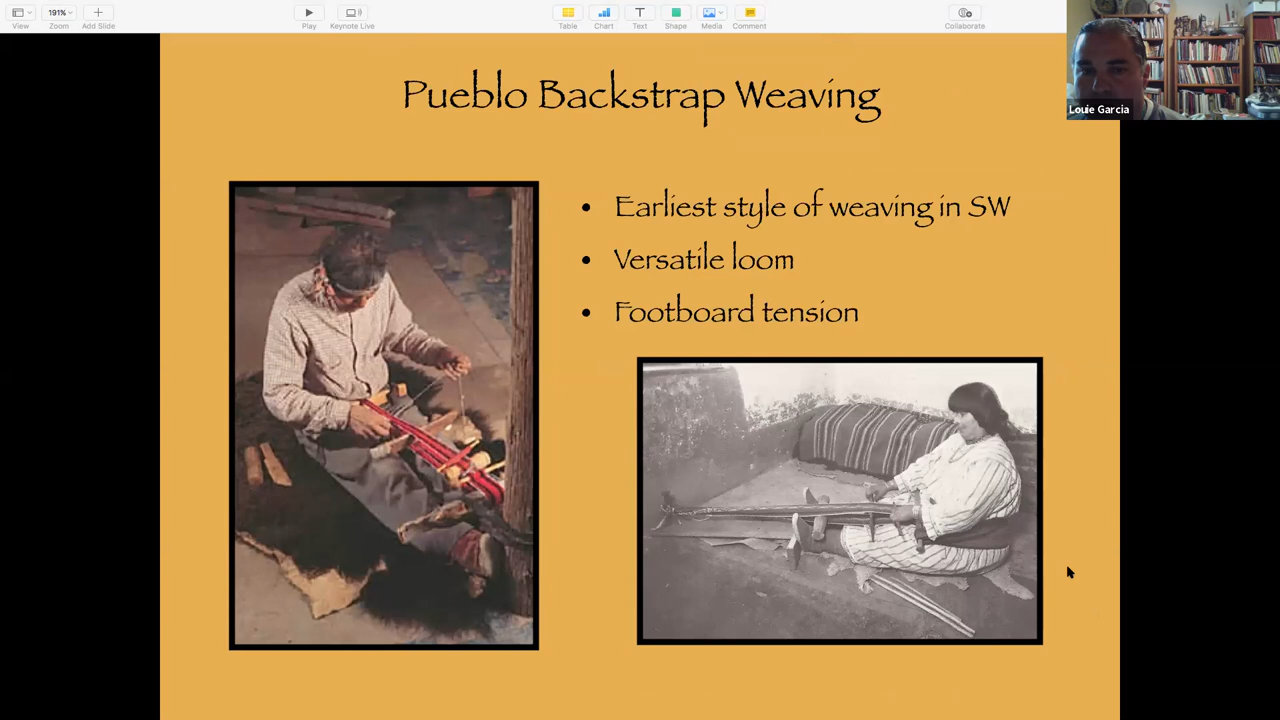 191%
View
Zoom
Add Slide
Play
Keynote Live
Table
Chart
Text
Shape
Media
Comment
Collaborate
Louie Garcia
Pueblo Backstrap Weaving
• Earliest style of weaving in SW
• Versatile loom
• Footboard tension